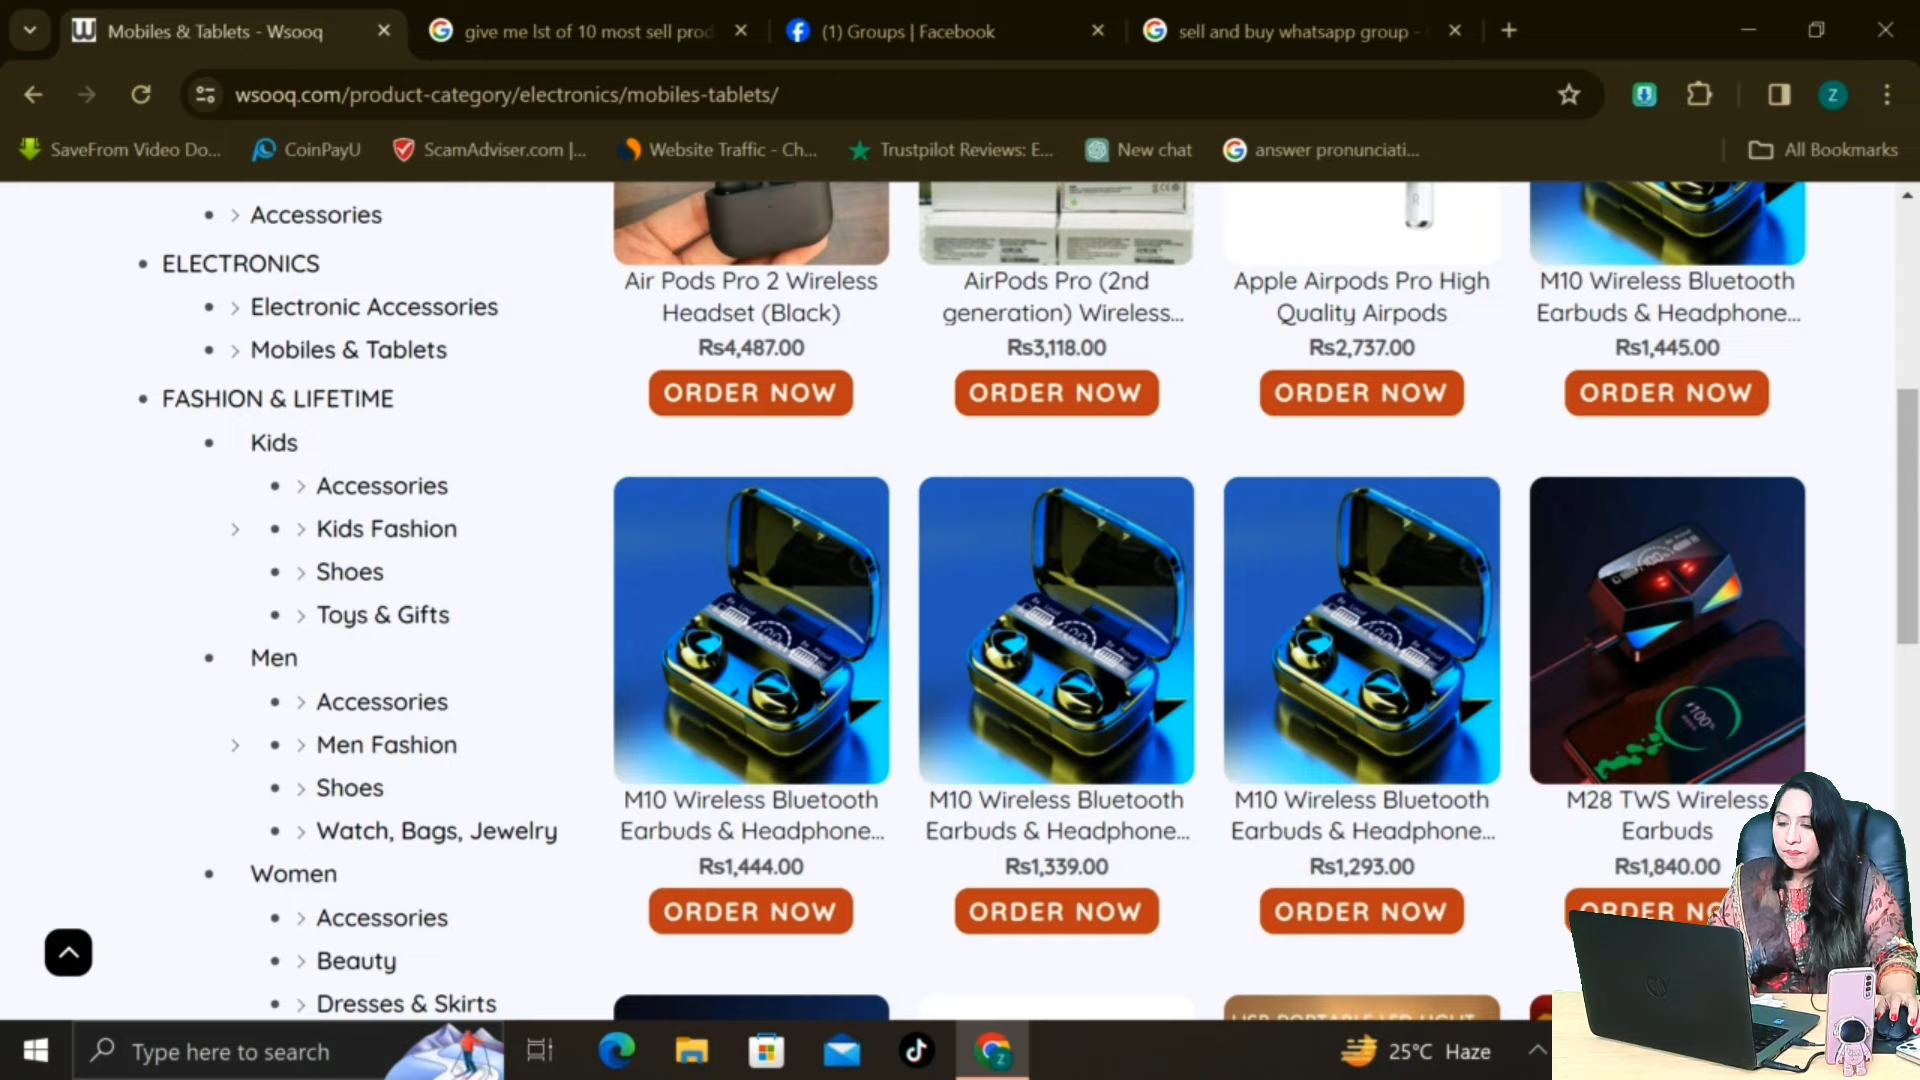 Mobiles & Tablets - Wsooq
give me lst of 10 most sell prod
(1) Groups | Facebook
sell and buy whatsapp group -
wsooq.com/product-category/electronics/mobiles-tablets/
Z
SaveFrom Video Do...
CoinPayU
ScamAdviser.com |...
Website Traffic - Ch...
Trustpilot Reviews: E...
New chat
answer pronunciati...
All Bookmarks
Accessories
ELECTRONICS
Electronic Accessories
Mobiles & Tablets
FASHION & LIFETIME
Kids
Accessories
Kids Fashion
Shoes
Toys & Gifts
Men
Accessories
Men Fashion
Shoes
Watch, Bags, Jewelry
Women
Accessories
Beauty
Dresses & Skirts
Air Pods Pro 2 Wireless
Headset (Black)
Rs4,487.00
ORDER NOW
AirPods Pro (2nd
generation) Wireless...
Rs3,118.00
ORDER NOW
Apple Airpods Pro High
Quality Airpods
Rs2,737.00
ORDER NOW
M10 Wireless Bluetooth
Earbuds & Headphone...
Rs1,445.00
ORDER NOW
M10 Wireless Bluetooth
Earbuds & Headphone...
Rs1,444.00
ORDER NOW
M10 Wireless Bluetooth
Earbuds & Headphone...
Rs1,339.00
ORDER NOW
M10 Wireless Bluetooth
Earbuds & Headphone...
Rs1,293.00
ORDER NOW
M28 TWS Wireless
Earbuds
Rs1,840.00
ORDER NO
USB PORTABLE LED LIGHT
Type here to search
25°C Haze